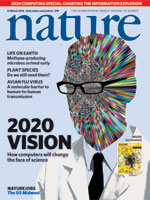 2020 COMPUTING SPECIAL: CHARTING THE INFORMATION EXPLOSION
nature
LIFE ON EARTH
Methane-producing
microbes arrived early
PLANT SPECIES
Do we still need them?
AVIAN FLU VIRUS
A molecular barrier
to human-to-human
transmission
2020
VISION
How computers will change
the face of science
NATUREJOBS
The US Midwest